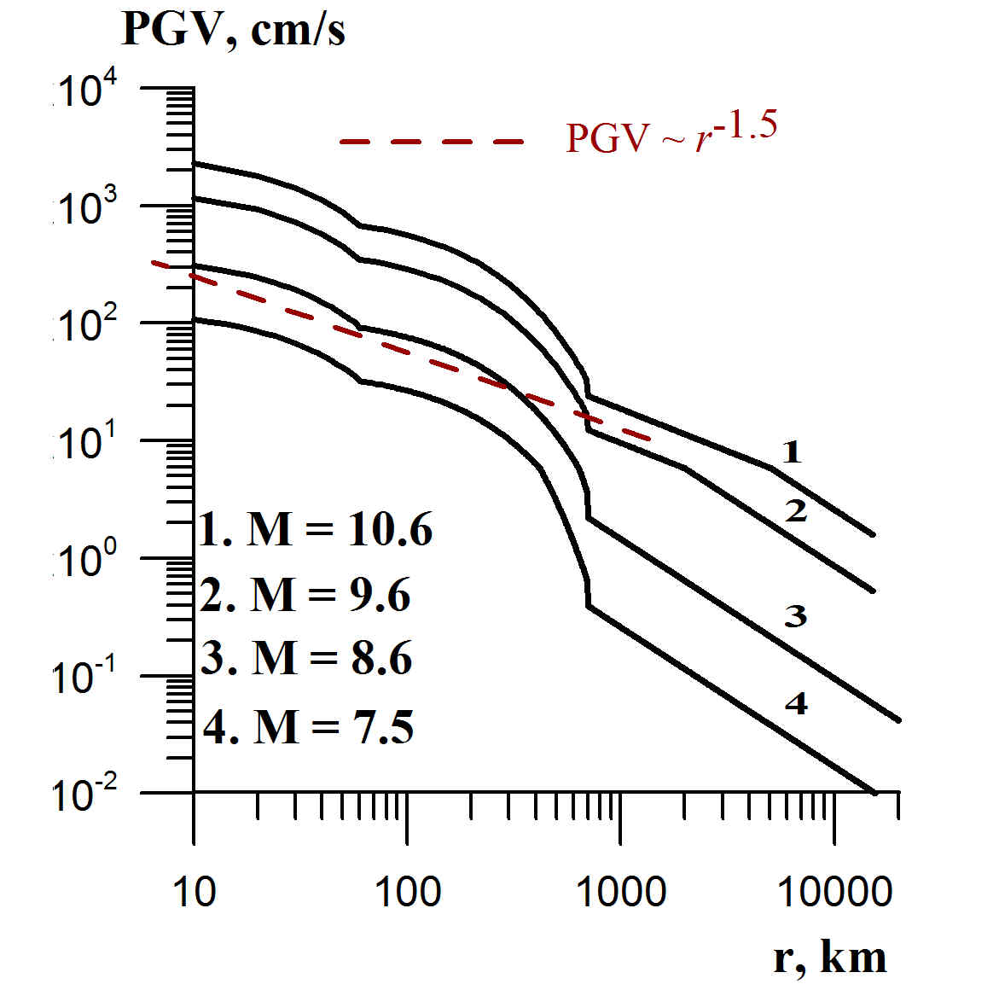 PGV, cm/s
10^4
PGV ~ r^-1.5
10^3
10^2
10^1
1
2
1. M = 10.6
10^0
2. M = 9.6
3
3. M = 8.6
10^-1
4
4. M = 7.5
10^-2
10 100 1000 10000
r, km